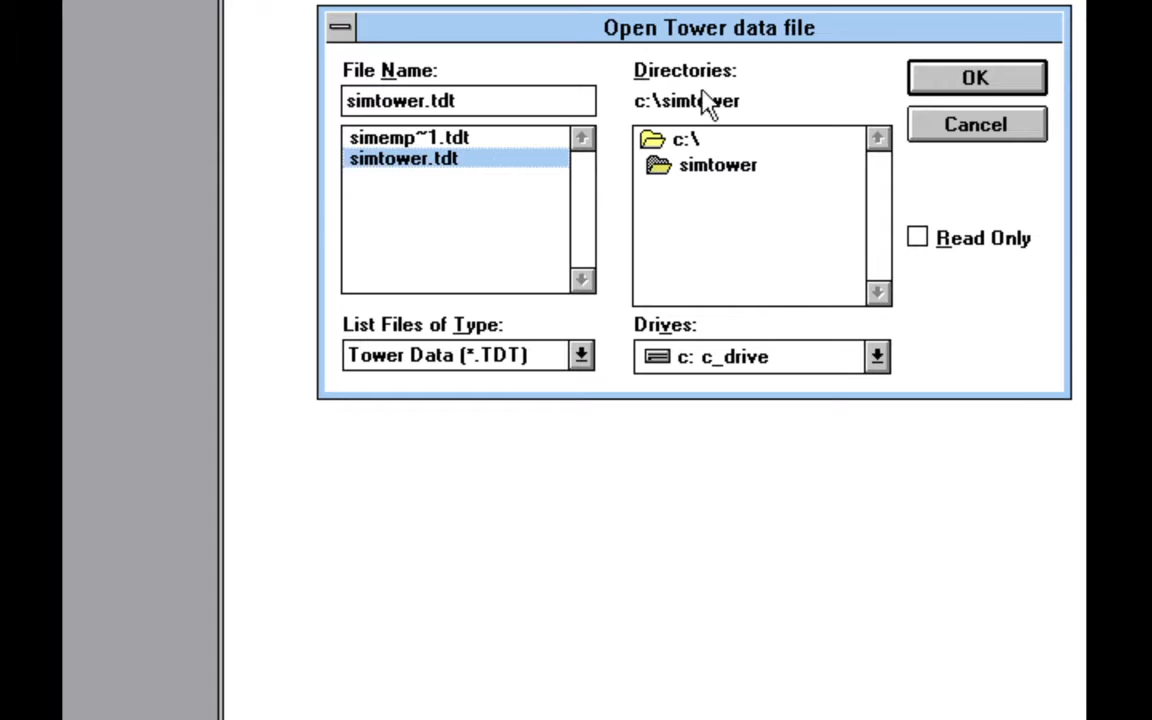 Open Tower data file
File Name:
simtower.tdt
simemp~1.tdt
simtower.tdt
List Files of Type:
Tower Data (*.TDT)
Directories:
c:\simtower
c:\
simtower
Drives:
c: c_drive
OK
Cancel
Read Only